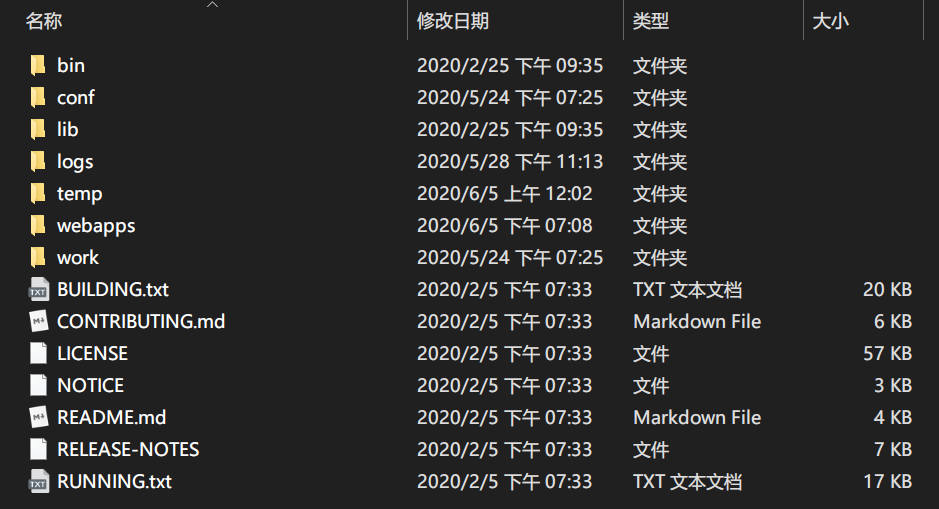 名称 修改日期 类型 大小
bin 2020/2/25 下午 09:35 文件夹
conf 2020/5/24 下午 07:25 文件夹
lib 2020/2/25 下午 09:35 文件夹
logs 2020/5/28 下午 11:13 文件夹
temp 2020/6/5 上午 12:02 文件夹
webapps 2020/6/5 下午 07:08 文件夹
work 2020/5/24 下午 07:25 文件夹
BUILDING.txt 2020/2/5 下午 07:33 TXT 文本文档 20 KB
CONTRIBUTING.md 2020/2/5 下午 07:33 Markdown File 6 KB
LICENSE 2020/2/5 下午 07:33 文件 57 KB
NOTICE 2020/2/5 下午 07:33 文件 3 KB
README.md 2020/2/5 下午 07:33 Markdown File 4 KB
RELEASE-NOTES 2020/2/5 下午 07:33 文件 7 KB
RUNNING.txt 2020/2/5 下午 07:33 TXT 文本文档 17 KB